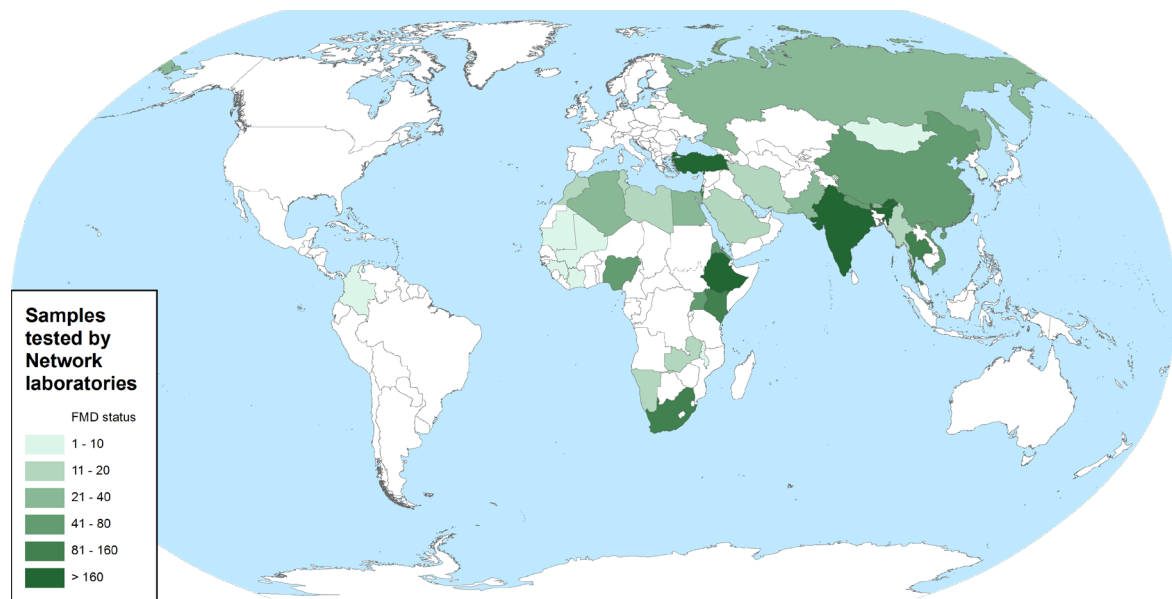 Samples
tested by
Network
laboratories
FMD status
1 - 10
11 - 20
21 - 40
41 - 80
81 - 160
> 160